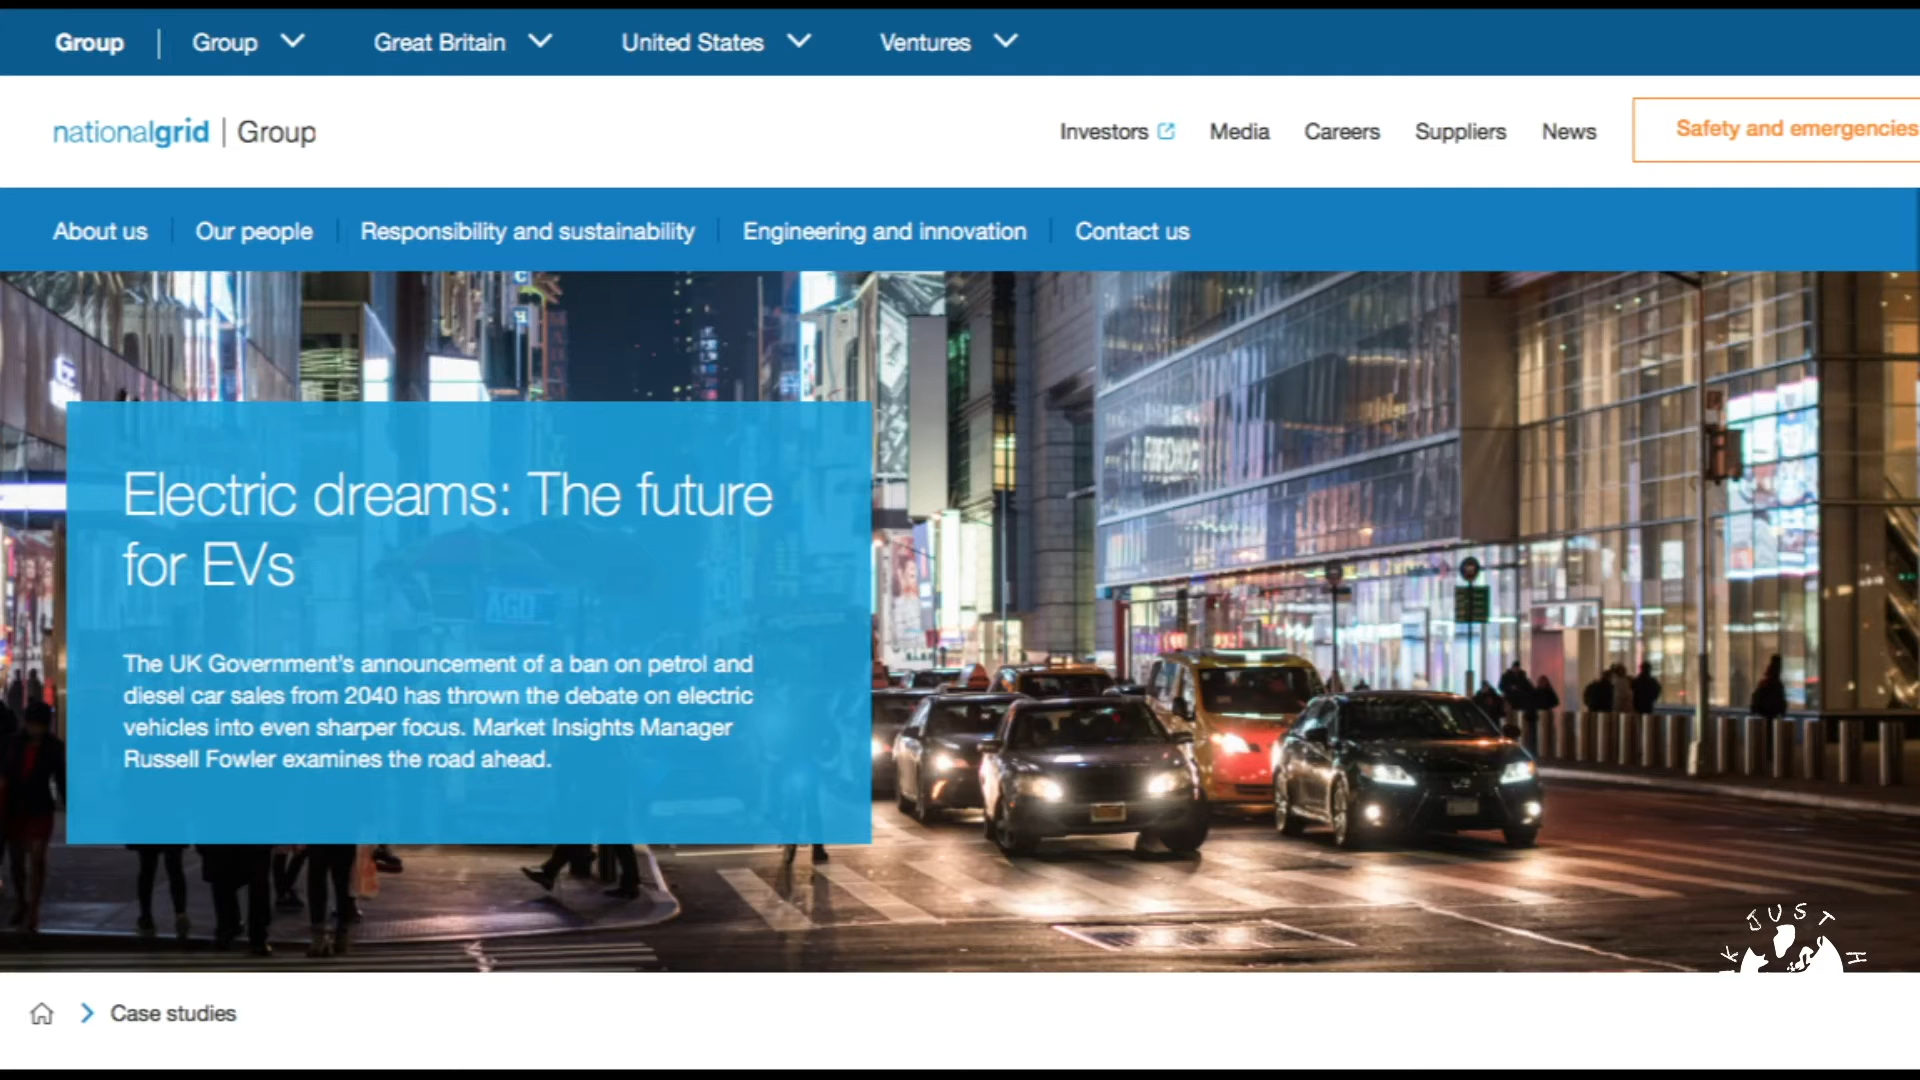 Group | Group Great Britain United States Ventures
nationalgrid | Group Investors Media Careers Suppliers News Safety and emergencies
About us Our people Responsibility and sustainability Engineering and innovation Contact us
Electric dreams: The future
for EVs
The UK Government's announcement of a ban on petrol and
diesel car sales from 2040 has thrown the debate on electric
vehicles into even sharper focus. Market Insights Manager
Russell Fowler examines the road ahead.
JUST
Case studies